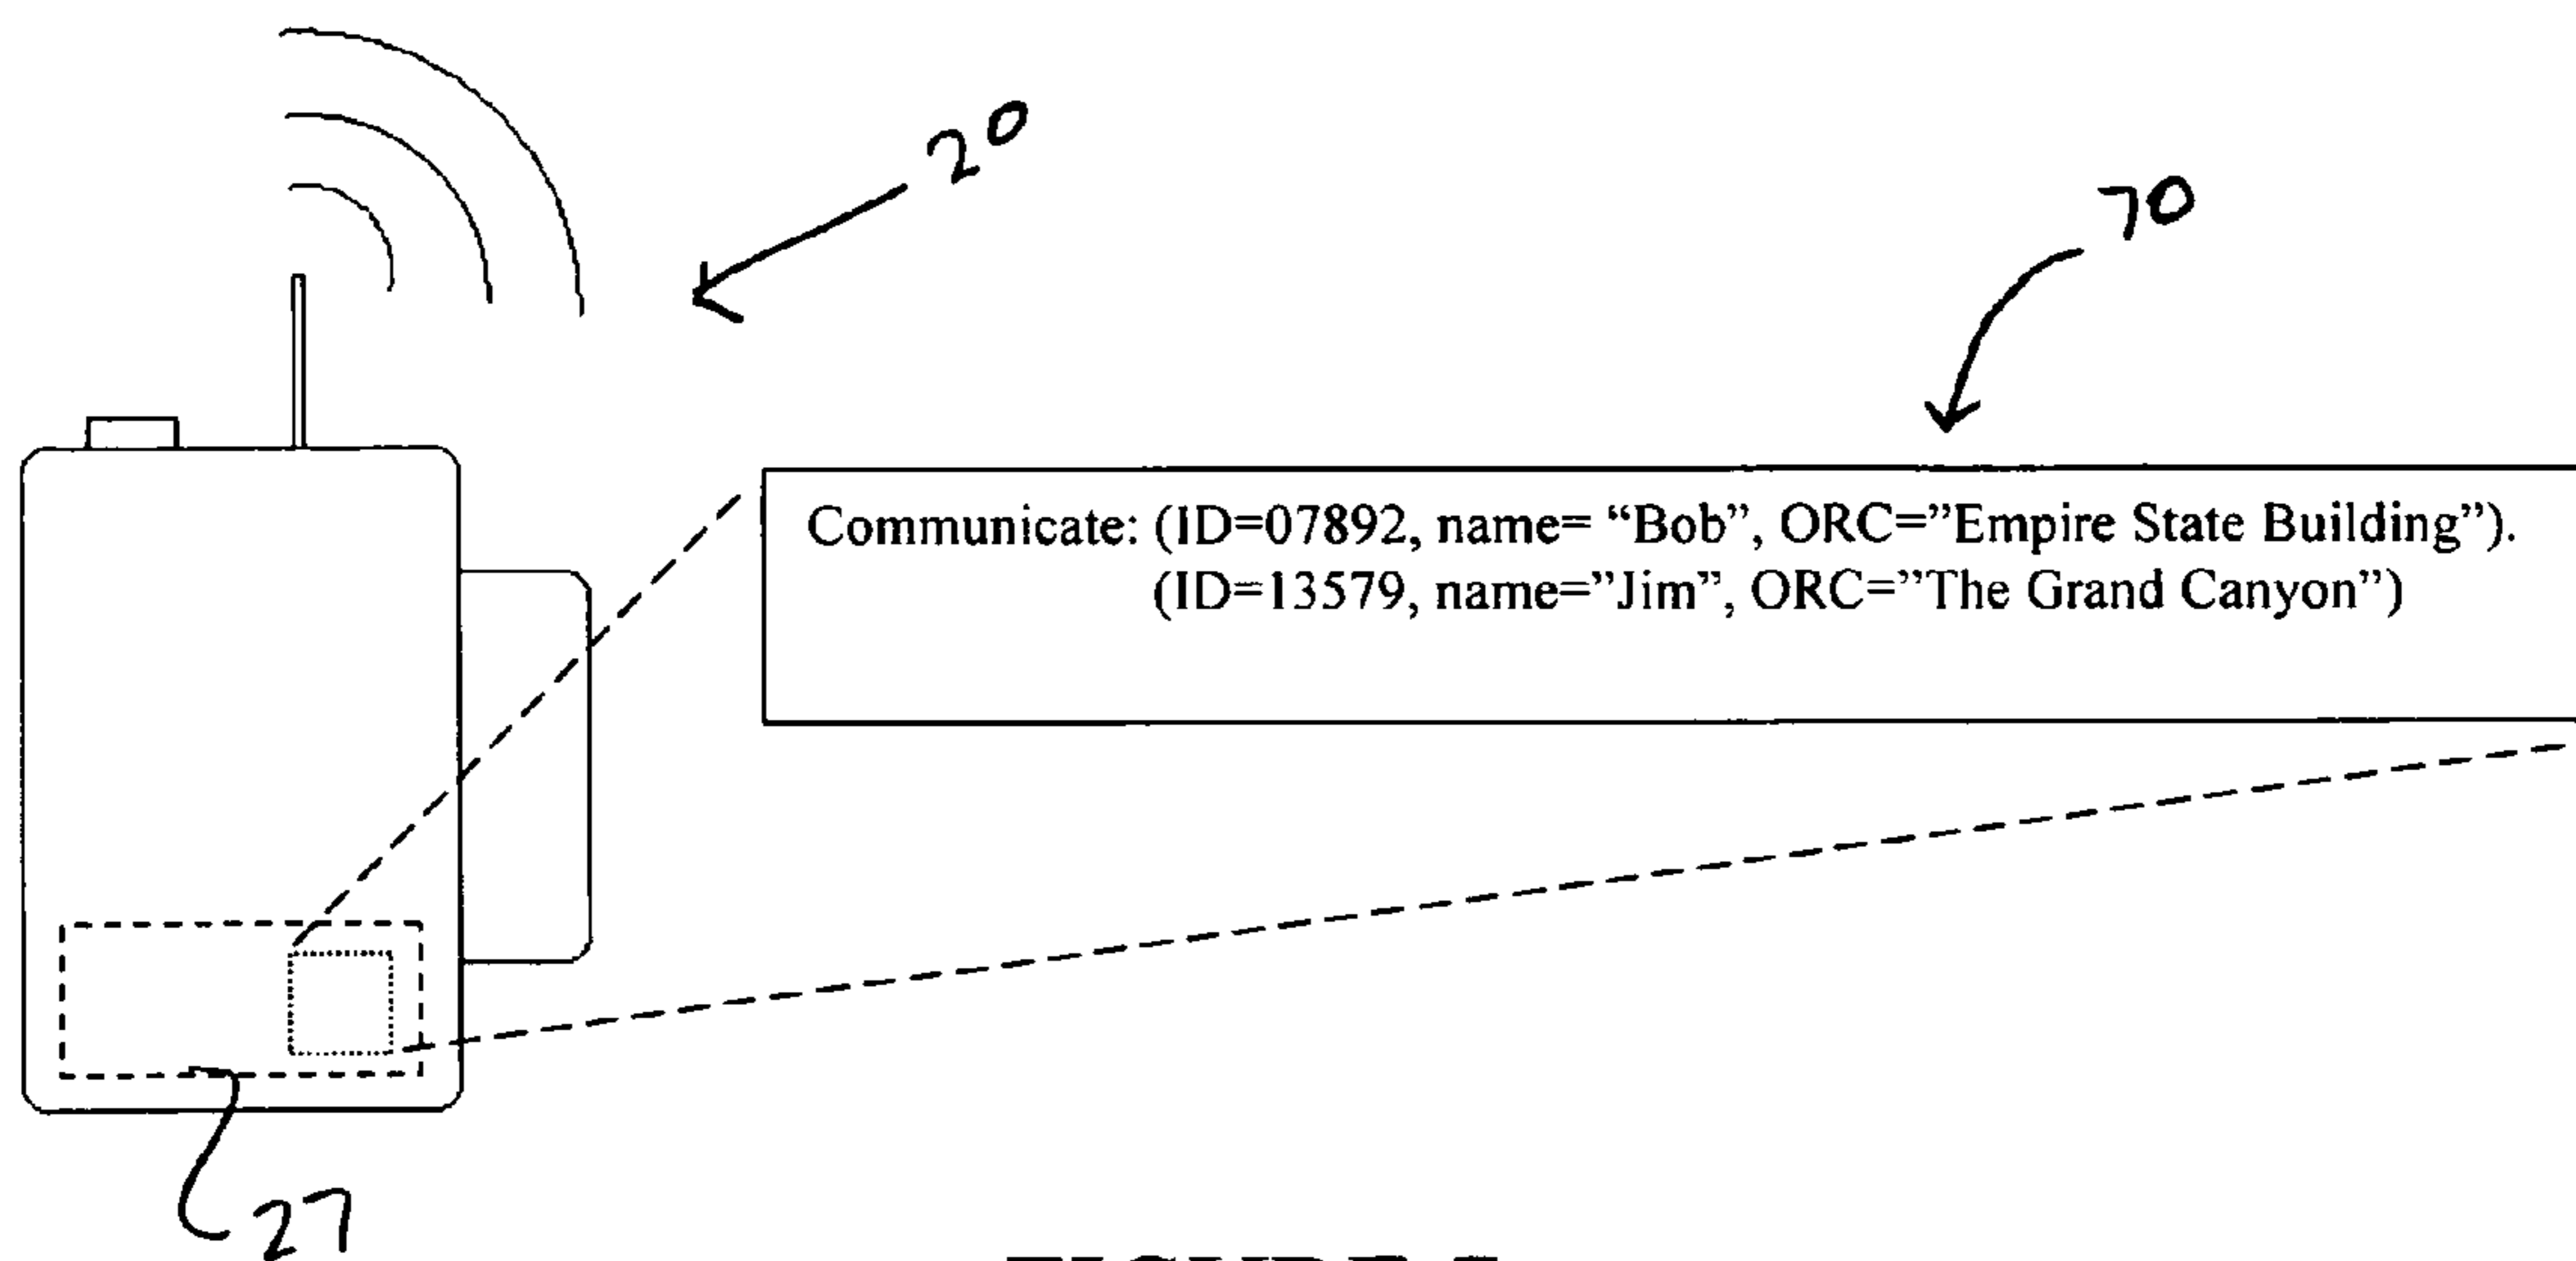 20
70
Communicate: (ID=07892, name= “Bob”, ORC=”Empire State Building”).
(ID=13579, name=”Jim”, ORC=”The Grand Canyon”)
27